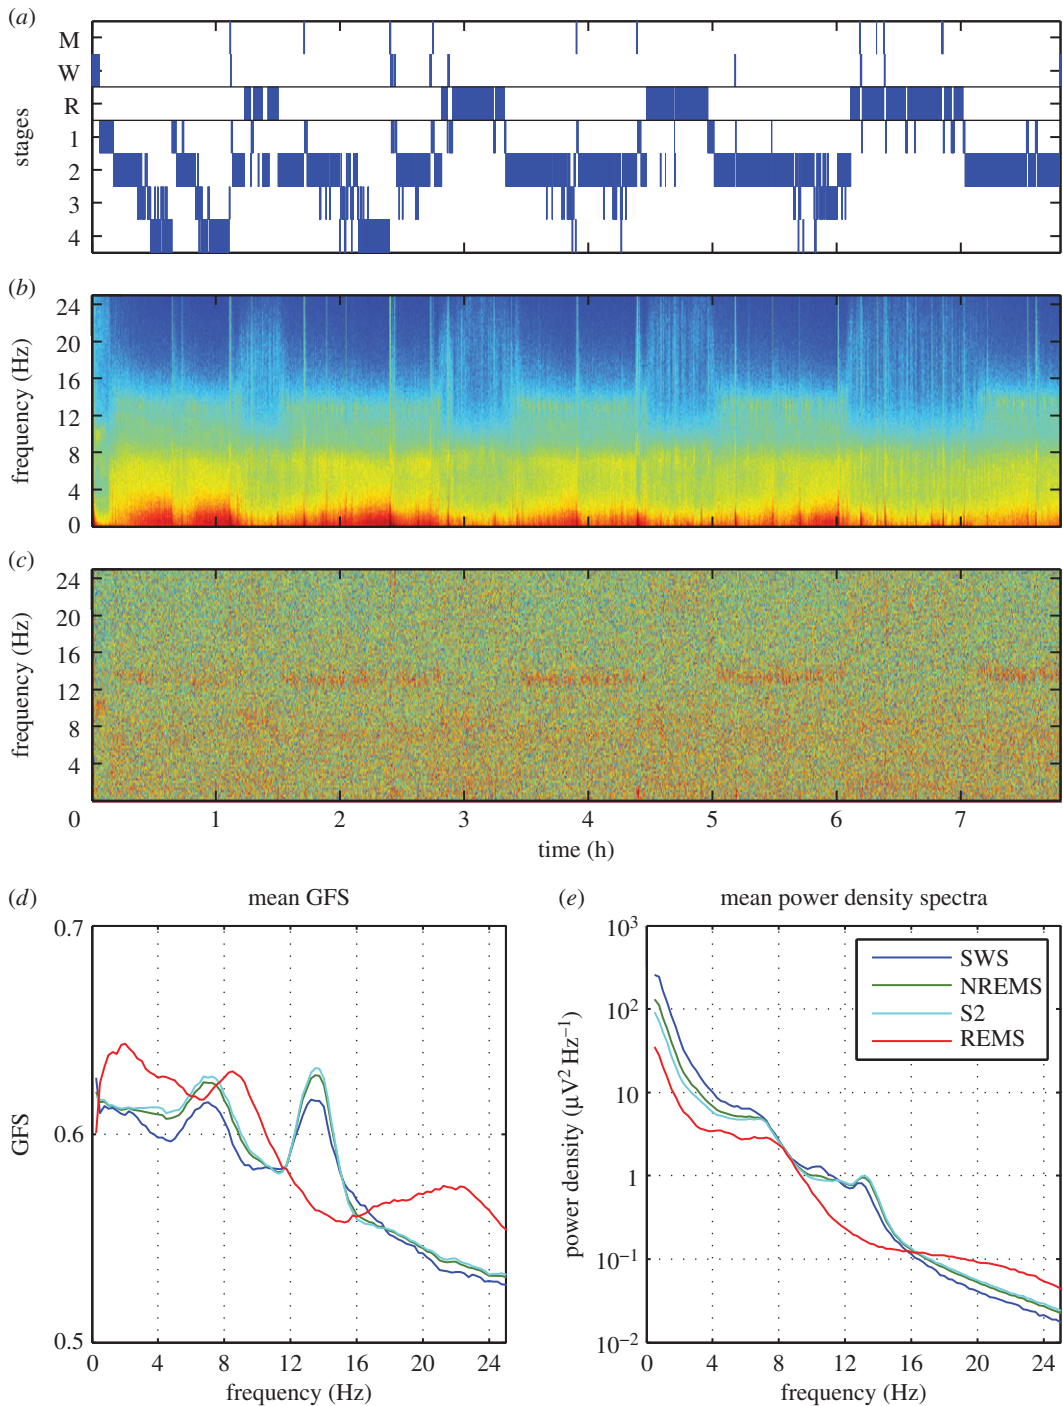 (a)
M
W
R
1
2
3
4
stages
(b)
24
20
16
12
8
4
0
frequency (Hz)
(c)
24
20
16
12
8
4
0
frequency (Hz)
1 2 3 4 5 6 7
time (h)
(d) mean GFS
0.7
0.6
0.5
GFS
0 4 8 12 16 20 24
frequency (Hz)
(e) mean power density spectra
10³
10²
10
1
10⁻¹
10⁻²
power density (μV² Hz⁻¹)
SWS
NREMS
S2
REMS
0 4 8 12 16 20 24
frequency (Hz)